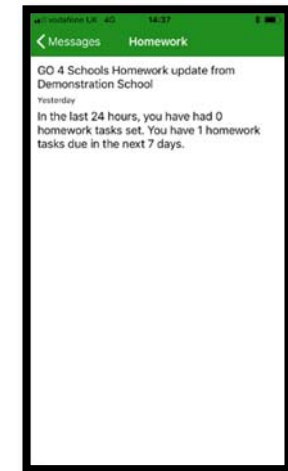 vodafone UK 4G 14:37
Messages Homework
GO 4 Schools Homework update from
Demonstration School
Yesterday
In the last 24 hours, you have had 0
homework tasks set. You have 1 homework
tasks due in the next 7 days.